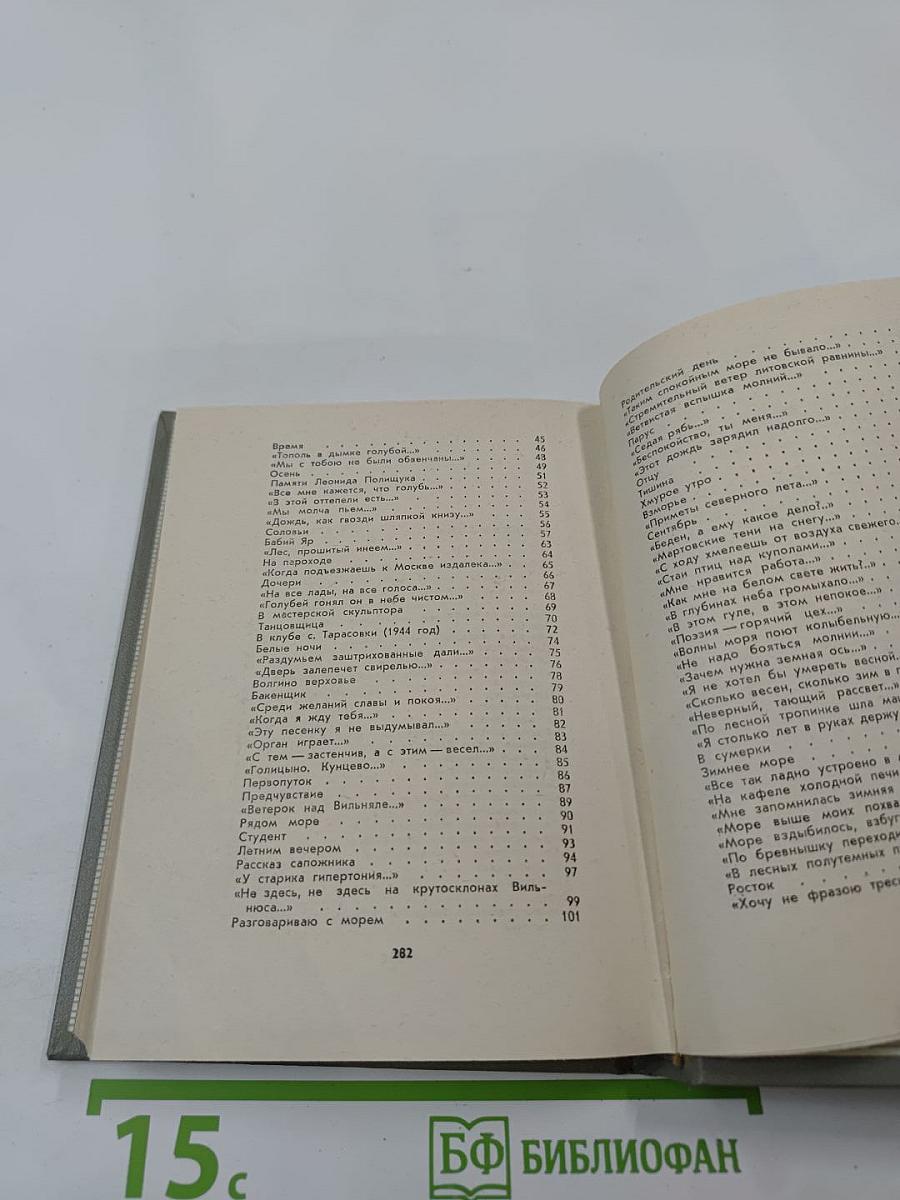 Время . . . . . . . . . . 45
«Тополь в дымке голубой...» . . . . . 46
«Мы с тобою не были обвенчаны...» . . . . 48
Осень . . . . . . . . . . 49
Памяти Леонида Полищука . . . . . . 51
«Все мне кажется, что голубь...» . . . . . 52
«В этой оттепели есть...» . . . . . . 53
«Мы молча пьем...» . . . . . . . 54
«Дождь, как гвозди шляпкой книзу...» . . . . 55
Соловьи . . . . . . . . . . 56
Бабий Яр . . . . . . . . . . 57
«Лес, прошитый инеем...» . . . . . . 63
На пароходе . . . . . . . . . 64
«Когда подъезжаешь к Москве издалека...» . . . 65
Дочери . . . . . . . . . . 66
«На все лады, на все голоса...» . . . . . 67
«Голубей гонял он в небе чистом...» . . . . 68
В мастерской скульптора . . . . . . 69
Танцовщица . . . . . . . . . 70
В клубе с. Тарасовки (1944 год) . . . . . 72
Белые ночи . . . . . . . . . 74
«Раздумьем заштрихованные дали...» . . . . 75
«Дверь залепечет свирелью...» . . . . . 76
Волгино верховье . . . . . . . . 78
Бакенщик . . . . . . . . . . 79
«Среди желаний славы и покоя...» . . . . . 80
«Когда я жду тебя...» . . . . . . . 81
«Эту песенку я не выдумывал...» . . . . . 82
«Орган играет...» . . . . . . . . 83
«С тем — застенчив, а с этим — весел...» . . . 84
«Голицыно. Кунцево...» . . . . . . . 85
Первопуток . . . . . . . . . 86
Предчувствие . . . . . . . . . 87
«Ветерок над Вильняле...» . . . . . . 89
Рядом море . . . . . . . . . 90
Студент . . . . . . . . . . 91
Летним вечером . . . . . . . . 93
Рассказ сапожника . . . . . . . . 94
«У старика гипертония...» . . . . . . 97
«Не здесь, не здесь на крутосклонах Виль-
нюса...» . . . . . . . . . . 99
Разговариваю с морем . . . . . . . 101
282
Родительский день
«Таким спокойным море не бывало...»
«Стремительный ветер литовской равнины...»
«Ветвистая вспышка молний...»
Парус
«Седая рябь...»
«Беспокойство, ты меня...»
«Этот дождь зарядил надолго...»
Отцу
Тишина
Хмурое утро
Взморье
«Приметы северного лета...»
Сентябрь
«Беден, а ему какое дело?..»
«Мартовские тени на снегу...»
«С ходу хмелеешь от воздуха свежего.
«Стаи птиц над куполами...»
«Мне нравится работа...»
«Как мне на белом свете жить?..»
«В глубинах неба громыхало...»
«В этом гуле, в этом непокое...»
«Поэзия — горячий цех...»
«Волны моря поют колыбельную...
«Не надо бояться молнии...»
«Зачем нужна земная ось...»
«Я не хотел бы умереть весной..
«Сколько весен, сколько зим в
«Неверный, тающий рассвет...»
«По лесной тропинке шла
«Я столько лет в руках держу
В сумерки
Зимнее море
«Все так ладно устроено в
«На кафеле холодной печи
«Мне запомнилась зимняя
«Море выше моих
«Море вздыбилось,
«По бревнышку
«В лесных полутемных
Росток
«Хочу не фразою
15 с
БФ БИБЛИОФАН